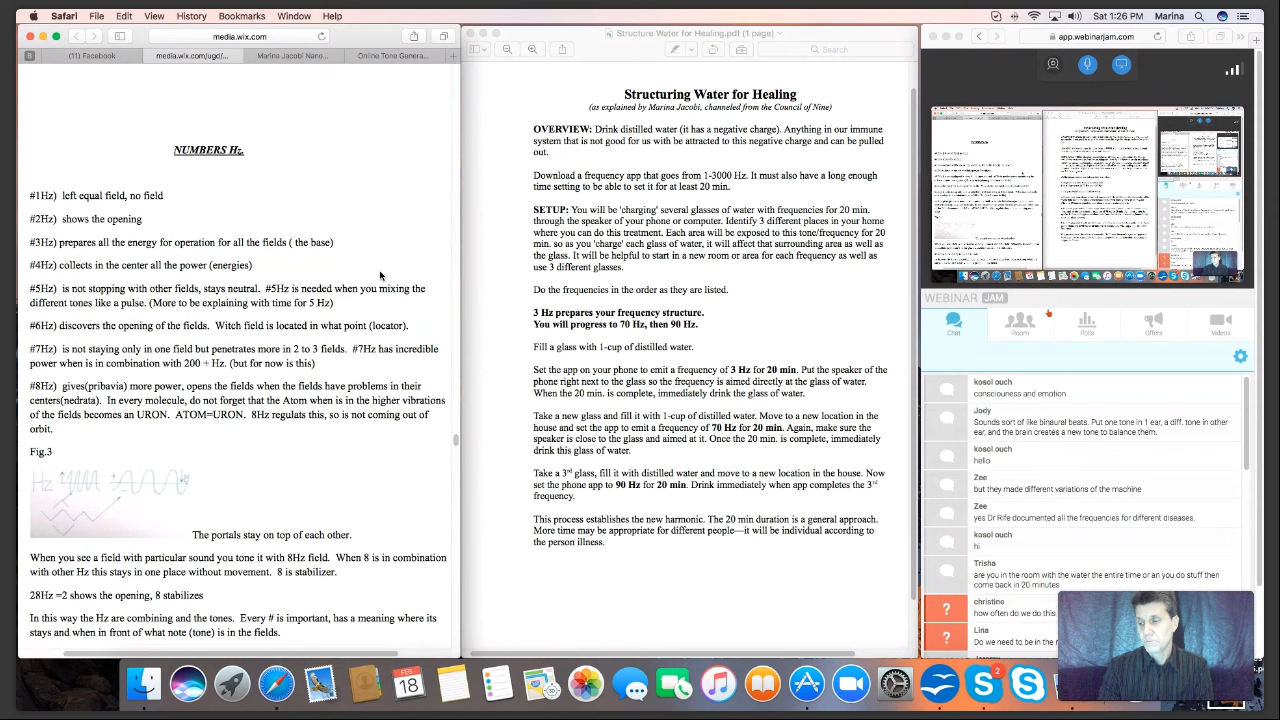 Safari File Edit View History Bookmarks Window Help
Sat 1:26 PM Marina
media.wix.com
(11) Facebook
media.wix.com/ugd/...
Marina Jacobi Nano...
Online Tone Genera...
NUMBERS Hz.
#1Hz) left equal field, no field
#2Hz) shows the opening
#3Hz) prepares all the energy for operation for all the fields ( the base)
#4Hz) collects in the center all the power (energies)
#5Hz) is not stopping with other fields, stays neutral. #5Hz is needed when you mixing the
different tones like a pulse. (More to be explaining with time for 5 Hz)
#6Hz) discovers the opening of the fields. Witch field is located in what point (locator).
#7Hz) is not staying only in one field but penetrates more in 2 to 3 fields. #7Hz has incredible
power when is in combination with 200 + Hz. (but for now is this)
#8Hz) gives(pribavia) more power, opens the fields when the fields have problems in their
centers(nedrata). In every molecule, do not forget that the Atom when is in the higher vibrations
of the fields becomes an URON. ATOM=URON. 8Hz regulats this, so is not coming out of
orbit.
Fig.3
Hz
The portals stay on top of each other.
When you see a field with particular sound you tone it with 8Hz field. When 8 is in combination
with other Hz this stays in one place without movement. 8 is stabilizer.
28Hz =2 shows the opening, 8 stabilizes
In this way the Hz are combining and the tones. Every # is important, has a meaning where its
stays and when in front of what note (tone) is in the fields.
Structure Water for Healing.pdf (1 page)
Search
Structuring Water for Healing
(as explained by Marina Jacobi, channeled from the Council of Nine)
OVERVIEW: Drink distilled water (it has a negative charge). Anything in our immune
system that is not good for us with be attracted to this negative charge and can be pulled
out.
Download a frequency app that goes from 1-3000 Hz. It must also have a long enough
time setting to be able to set it for at least 20 min.
SETUP: You will be 'charging' several glasses of water with frequencies for 20 min.
through the speaker of your phone or computer. Identify 3 different places in your home
where you can do this treatment. Each area will be exposed to this tone/frequency for 20
min. so as you 'charge' each glass of water, it will affect that surrounding area as well as
the glass. It will be helpful to start in a new room or area for each frequency as well as
use 3 different glasses.
Do the frequencies in the order as they are listed.
3 Hz prepares your frequency structure.
You will progress to 70 Hz, then 90 Hz.
Fill a glass with 1-cup of distilled water.
Set the app on your phone to emit a frequency of 3 Hz for 20 min. Put the speaker of the
phone right next to the glass so the frequency is aimed directly at the glass of water.
When the 20 min. is complete, immediately drink the glass of water.
Take a new glass and fill it with 1-cup of distilled water. Move to a new location in the
house and set the app to emit a frequency of 70 Hz for 20 min. Again, make sure the
speaker is close to the glass and aimed at it. Once the 20 min. is complete, immediately
drink this glass of water.
Take a 3rd glass, fill it with distilled water and move to a new location in the house. Now
set the phone app to 90 Hz for 20 min. Drink immediately when app completes the 3rd
frequency.
This process establishes the new harmonic. The 20 min duration is a general approach.
More time may be appropriate for different people—it will be individual according to
the person illness.
app.webinarjam.com
WEBINAR JAM
Chat Room Polls Offers Videos
kosol ouch
consciousness and emotion
Jody
Sounds sort of like binaural beats. Put one tone in 1 ear, a diff. tone in other
ear, and the brain creates a new tone to balance them.
kosol ouch
hello
Zee
but they made different variations of the machine
Zee
yes Dr Rife documented all the frequencies for different diseases.
kosol ouch
hi
Trisha
are you in the room with the water the entire time or an you do stuff then
come back in 20 minutes
christine
how often do we do this
Lina
Do we need to be in the
FEB
18
2